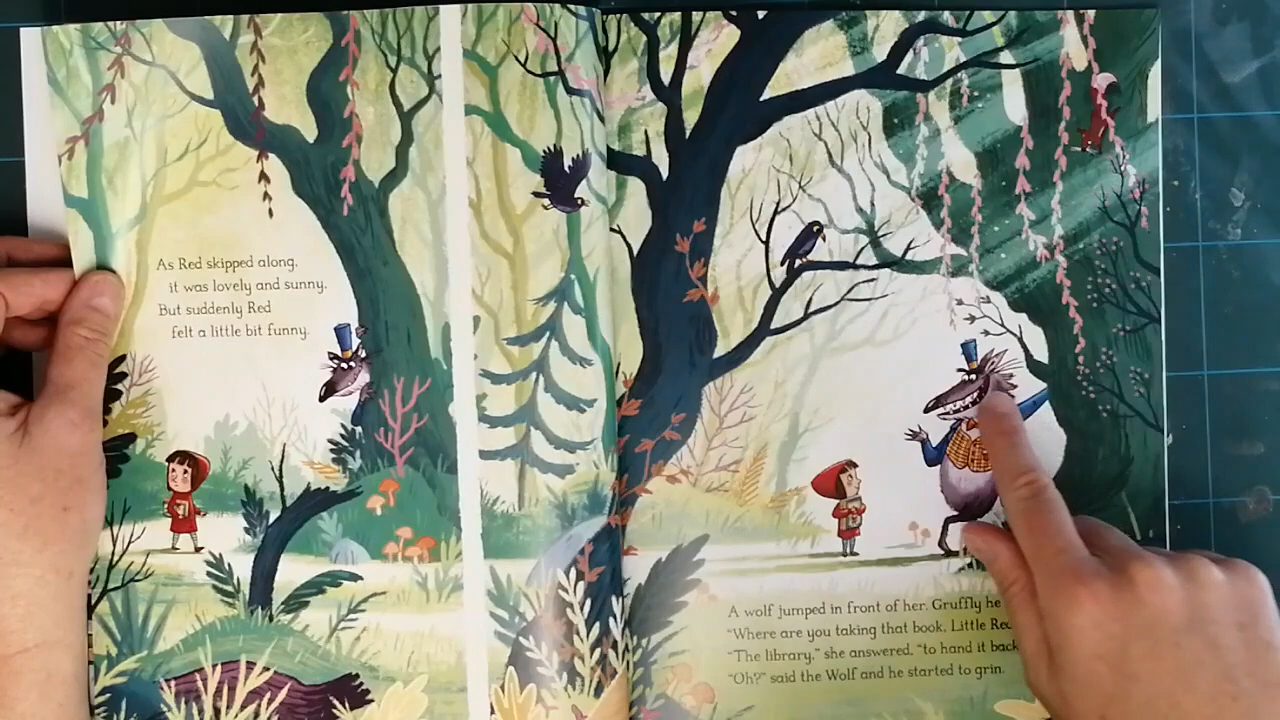 As Red skipped along,
it was lovely and sunny.
But suddenly Red
felt a little bit funny.
A wolf jumped in front of her. Gruffly he
"Where are you taking that book, Little
"The library," she answered, "to hand it back
"Oh?" said the Wolf and he started to grin.